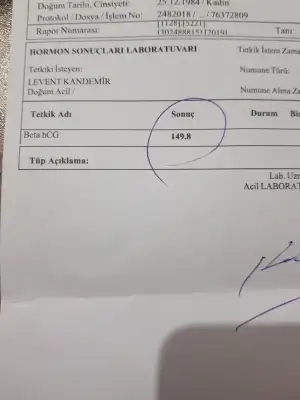 Doğum Tarihi, Cinsiyeti: 25.12.1984 / Kadın
Protokol / Dosya / İşlem No: 2482018 / .. / 76372809
Rapor Numarası: Tanı
HORMON SONUÇLARI LABORATUVARI Tetkik İstem Zama
Tetkiki İsteyen: Numune Türü:
LEVENT KANDEMİR
Doğum Acil / Numune Alma Za
Tetkik Adı Sonuç Durum Bi
Beta hCG 149.8
Tüp Açıklama:
Lab. Uzm
Acil LABORAT